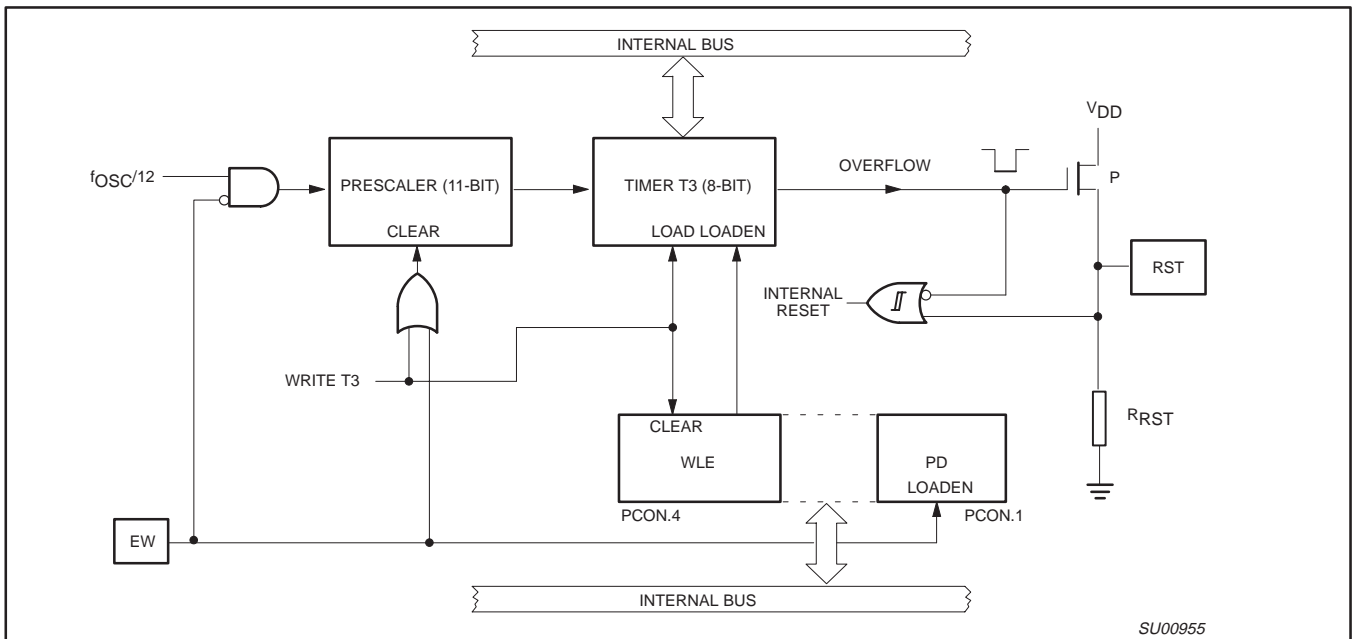 INTERNAL BUS
VDD
fOSC/12
PRESCALER (11-BIT)
CLEAR
TIMER T3 (8-BIT)
LOAD LOADEN
OVERFLOW
P
RST
INTERNAL
RESET
WRITE T3
CLEAR
WLE
PCON.4
PD
LOADEN
PCON.1
RRST
EW
INTERNAL BUS
SU00955